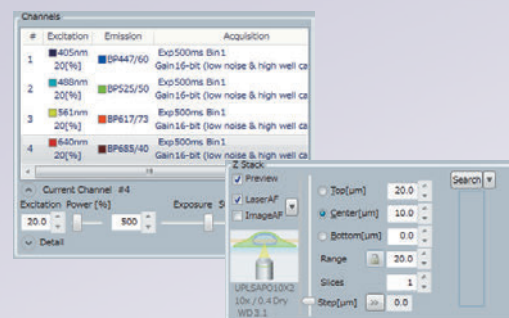 Channels
# Excitation Emission Acquisition
1 405nm 20[%] BP447/60 Exp500ms Bin1
Gain16-bit (low noise & high well ca
2 488nm 20[%] BP525/50 Exp500ms Bin1
Gain16-bit (low noise & high well ca
3 561nm 20[%] BP617/73 Exp500ms Bin1
Gain16-bit (low noise & high well ca
4 640nm 20[%] BP685/40 Exp500ms Bin1
Gain16-bit (low noise & high well ca
Current Channel #4
Excitation Power [%] Exposure
20.0 500
Detail
Z Stack
Preview
LaserAF
ImageAF
UPLSAPO10X2
10x / 0.4 Dry
WD 3.1
Top[um] 20.0
Center[um] 10.0
Bottom[um] 0.0
Range 20.0
Slices 1
Step[um] >> 0.0
Search